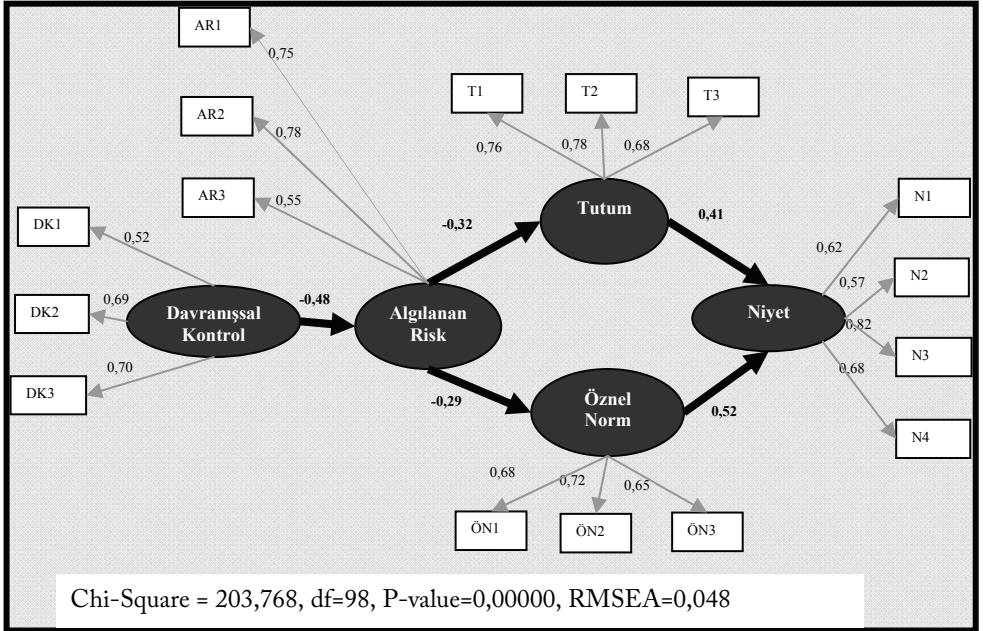 AR1
0,75
AR2
0,78
AR3
0,55
T1
T2
T3
0,76
0,78
0,68
Tutum
DK1
0,52
DK2
0,69
DK3
0,70
Davranışsal
Kontrol
-0,48
Algılanan
Risk
-0,32
-0,29
0,41
0,52
Niyet
N1
0,62
N2
0,57
N3
0,82
N4
0,68
Öznel
Norm
0,68
0,72
0,65
ÖN1
ÖN2
ÖN3
Chi-Square = 203,768, df=98, P-value=0,00000, RMSEA=0,048